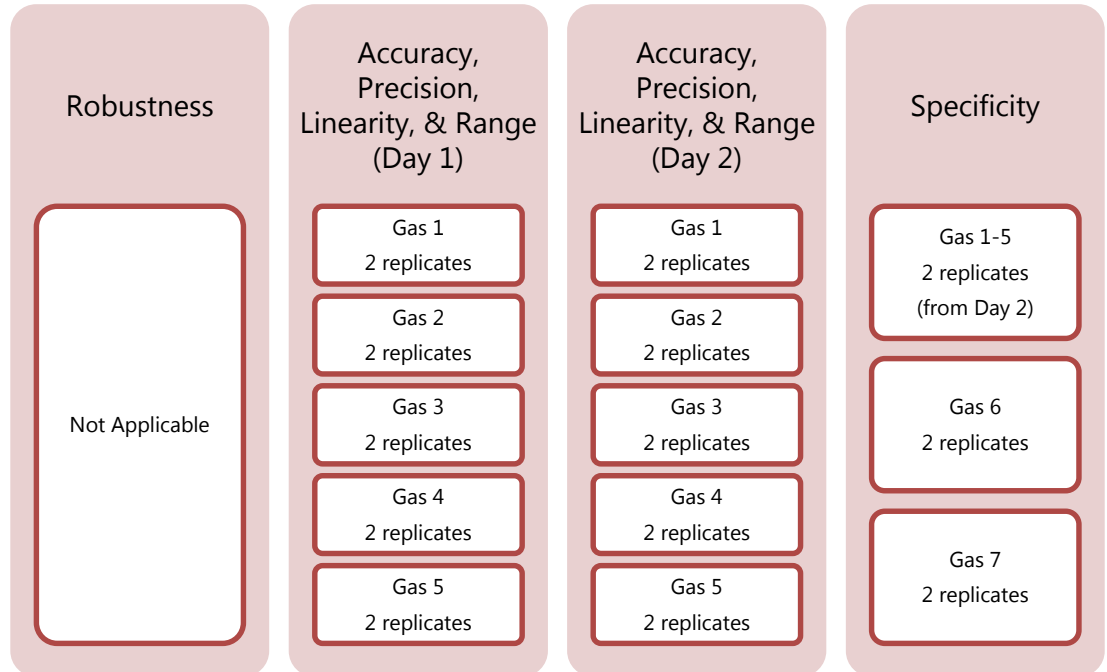 Robustness
Not Applicable
Accuracy,
Precision,
Linearity, & Range
(Day 1)
Gas 1
2 replicates
Gas 2
2 replicates
Gas 3
2 replicates
Gas 4
2 replicates
Gas 5
2 replicates
Accuracy,
Precision,
Linearity, & Range
(Day 2)
Gas 1
2 replicates
Gas 2
2 replicates
Gas 3
2 replicates
Gas 4
2 replicates
Gas 5
2 replicates
Specificity
Gas 1-5
2 replicates
(from Day 2)
Gas 6
2 replicates
Gas 7
2 replicates